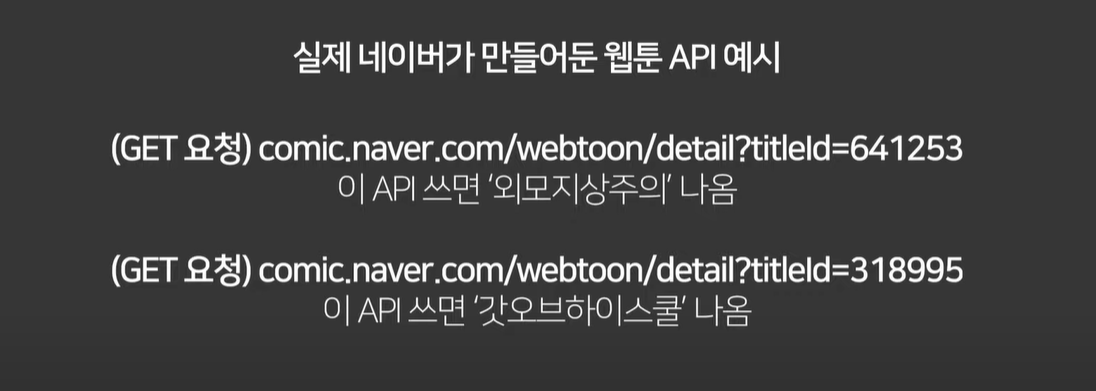 실제 네이버가 만들어둔 웹툰 API 예시
(GET 요청) comic.naver.com/webtoon/detail?titleId=641253
이 API 쓰면 '외모지상주의' 나옴
(GET 요청) comic.naver.com/webtoon/detail?titleId=318995
이 API 쓰면 '갓오브하이스쿨' 나옴